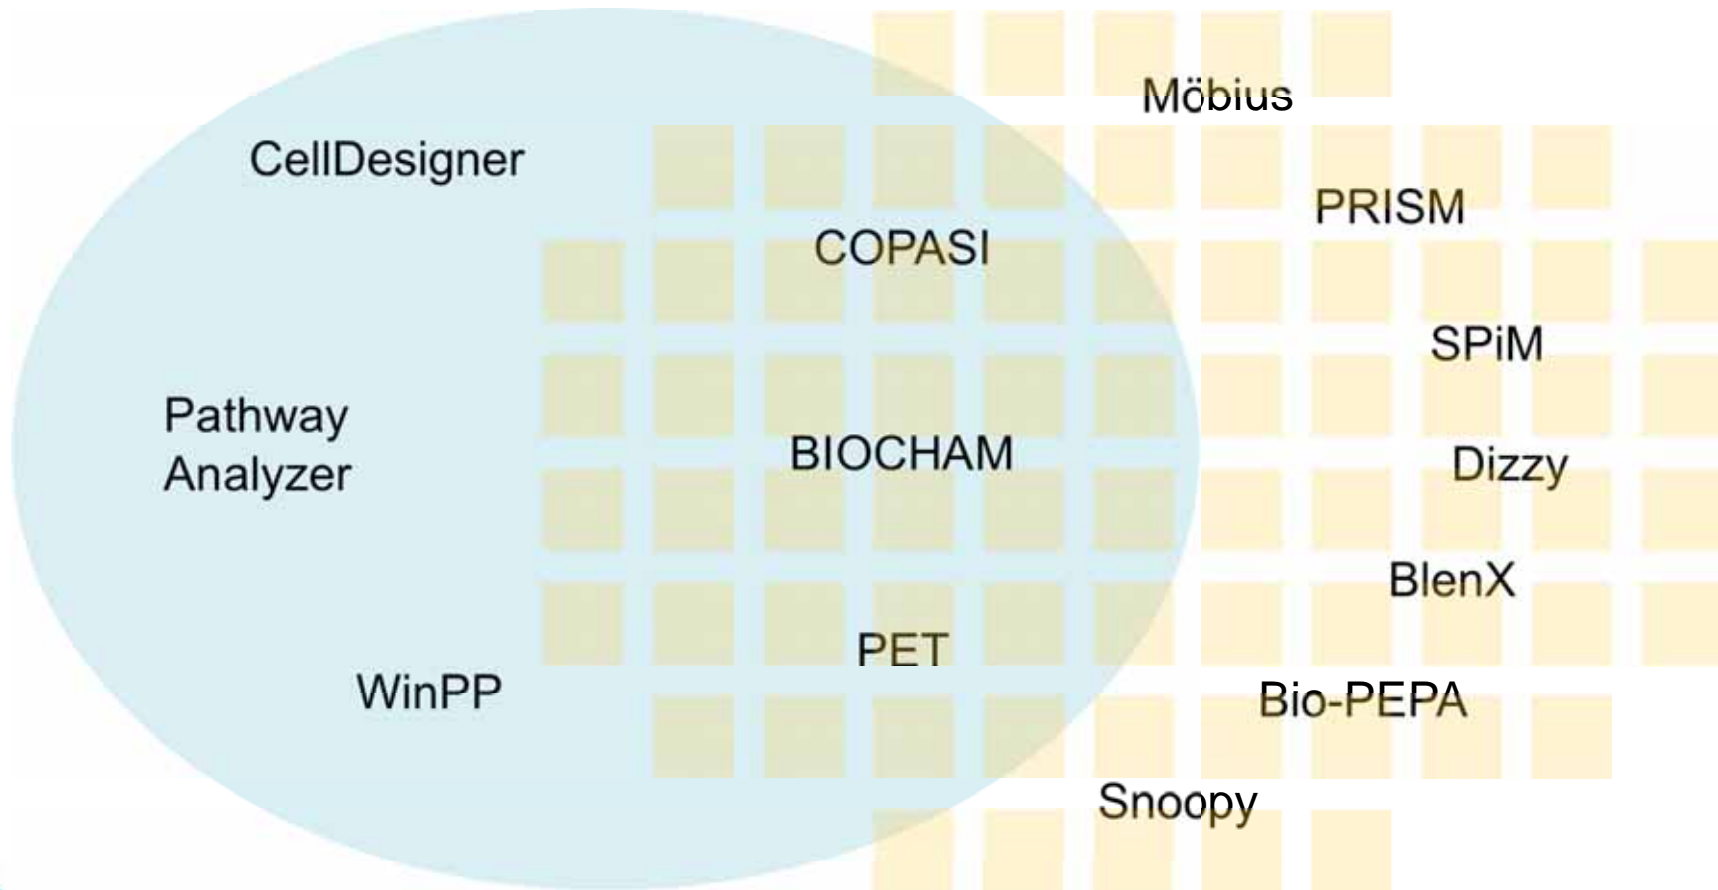 Möbius
CellDesigner
PRISM
COPASI
SPiM
Pathway
Analyzer
BIOCHAM
Dizzy
BlenX
PET
WinPP
Bio-PEPA
Snoopy